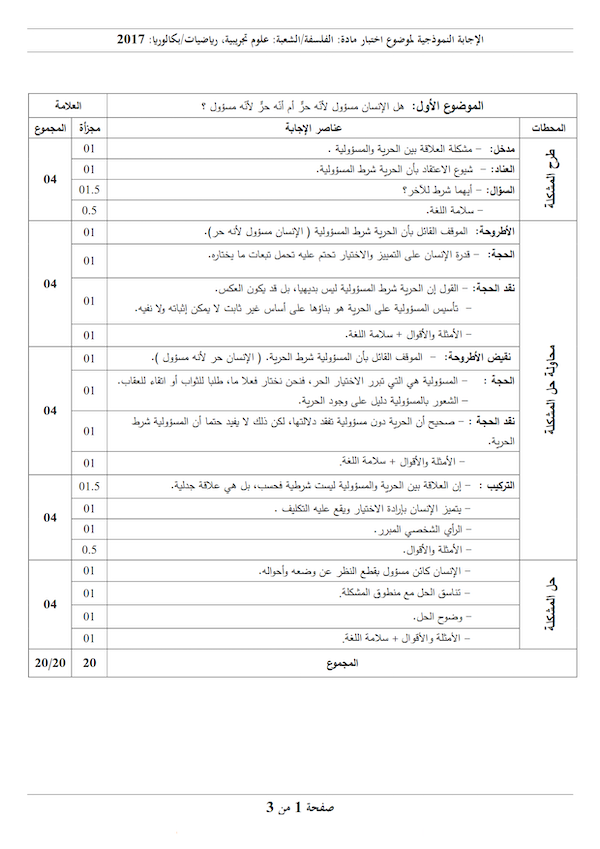 الإجابة النموذجية لموضوع اختبار مادة: الفلسفة/الشعبة: علوم تجريبية، رياضيات/بكالوريا: 2017
الموضوع الأول: هل الإنسان مسؤول لأنّه حرٌّ أم أنّه حرٌّ لأنّه مسؤول ؟ العلامة
المحطات عناصر الإجابة مجزأة المجموع
طرح المشكلة
مدخل: – مشكلة العلاقة بين الحرية والمسؤولية . 01
العناد: – شيوع الاعتقاد بأن الحرية شرط المسؤولية. 01
04
السؤال: – أيهما شرط للآخر؟ 01.5
– سلامة اللغة. 0.5
محاولة حل المشكلة
الأطروحة: الموقف القائل بأن الحرية شرط المسؤولية ( الإنسان مسؤول لأنه حر). 01
الحجة: – قدرة الإنسان على التمييز والاختيار تحتم عليه تحمل تبعات ما يختاره. 01
04
نقد الحجة: – القول إن الحرية شرط المسؤولية ليس بديهيا، بل قد يكون العكس. 01
– تأسيس المسؤولية على الحرية هو بناؤها على أساس غير ثابت لا يمكن إثباته ولا نفيه.
– الأمثلة والأقوال + سلامة اللغة. 01
نقيض الأطروحة: – الموقف القائل بأن المسؤولية شرط الحرية. ( الإنسان حر لأنه مسؤول ). 01
الحجة : – المسؤولية هي التي تبرر الاختيار الحر، فنحن نختار فعلا ما، طلبا للثواب أو اتقاء للعقاب. 01
– الشعور بالمسؤولية دليل على وجود الحرية.
04
نقد الحجة : – صحيح أن الحرية دون مسؤولية تفقد دلالتها، لكن ذلك لا يفيد حتما أن المسؤولية شرط 01
الحرية.
– الأمثلة والأقوال + سلامة اللغة. 01
التركيب : – إن العلاقة بين الحرية والمسؤولية ليست شرطية فحسب، بل هي علاقة جدلية. 01.5
– يتميز الإنسان بإرادة الاختيار ويقع عليه التكليف . 01
04
– الرأي الشخصي المبرر. 01
– الأمثلة والأقوال. 0.5
حل المشكلة
– الإنسان كائن مسؤول بقطع النظر عن وضعه وأحواله. 01
– تناسق الحل مع منطوق المشكلة. 01
04
– وضوح الحل. 01
– الأمثلة والأقوال + سلامة اللغة. 01
المجموع 20 20/20
صفحة 1 من 3